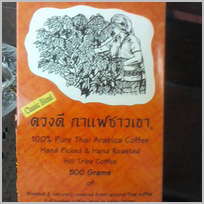 Classic Blend
ดวงดี กาแฟชาวเขา
100% Pure Thai Arabica Coffee
Hand Picked & Hand Roasted
Hill Tribe Coffee
500 Grams
of